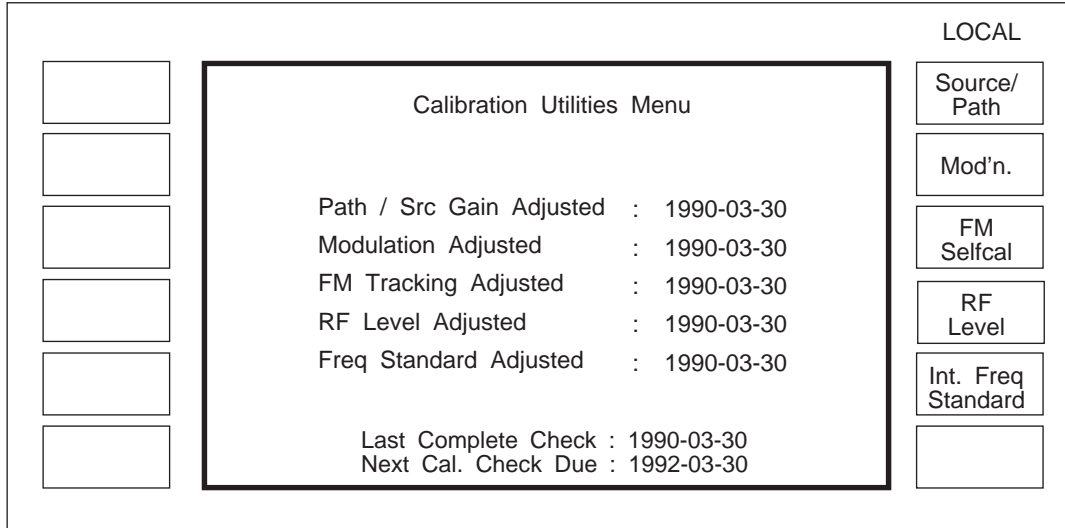 LOCAL
Calibration Utilities Menu
Path / Src Gain Adjusted : 1990-03-30
Modulation Adjusted : 1990-03-30
FM Tracking Adjusted : 1990-03-30
RF Level Adjusted : 1990-03-30
Freq Standard Adjusted : 1990-03-30
Last Complete Check : 1990-03-30
Next Cal. Check Due : 1992-03-30
Source/
Path
Mod'n.
FM
Selfcal
RF
Level
Int. Freq
Standard